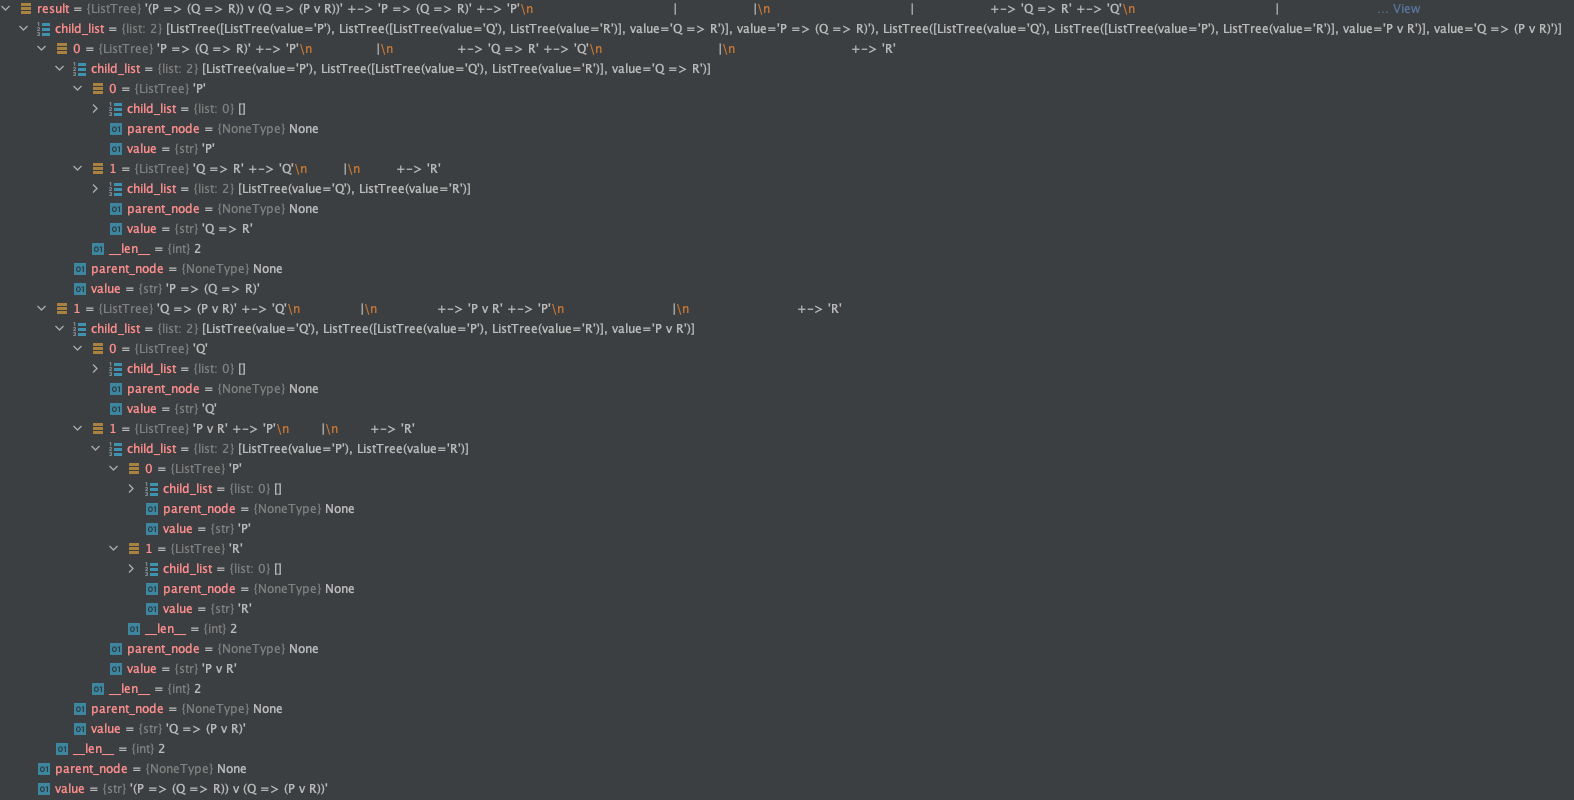 result = {ListTree} '(P => (Q => R)) v (Q => (P v R))' +-> 'P => (Q => R)' +-> 'P'\n | |\n | +-> 'Q => R' +-> 'Q'\n | ... View
child_list = {list: 2} [ListTree([ListTree(value='P'), ListTree([ListTree(value='Q'), ListTree(value='R')], value='Q => R')], value='P => (Q => R)'), ListTree([ListTree(value='Q'), ListTree([ListTree(value='P'), ListTree(value='R')], value='P v R')], value='Q => (P v R)')]
0 = {ListTree} 'P => (Q => R)' +-> 'P'\n |\n +-> 'Q => R' +-> 'Q'\n |\n +-> 'R'
child_list = {list: 2} [ListTree(value='P'), ListTree([ListTree(value='Q'), ListTree(value='R')], value='Q => R')]
0 = {ListTree} 'P'
child_list = {list: 0} []
parent_node = {NoneType} None
value = {str} 'P'
1 = {ListTree} 'Q => R' +-> 'Q'\n |\n +-> 'R'
child_list = {list: 2} [ListTree(value='Q'), ListTree(value='R')]
parent_node = {NoneType} None
value = {str} 'Q => R'
__len__ = {int} 2
parent_node = {NoneType} None
value = {str} 'P => (Q => R)'
1 = {ListTree} 'Q => (P v R)' +-> 'Q'\n |\n +-> 'P v R' +-> 'P'\n |\n +-> 'R'
child_list = {list: 2} [ListTree(value='Q'), ListTree([ListTree(value='P'), ListTree(value='R')], value='P v R')]
0 = {ListTree} 'Q'
child_list = {list: 0} []
parent_node = {NoneType} None
value = {str} 'Q'
1 = {ListTree} 'P v R' +-> 'P'\n |\n +-> 'R'
child_list = {list: 2} [ListTree(value='P'), ListTree(value='R')]
0 = {ListTree} 'P'
child_list = {list: 0} []
parent_node = {NoneType} None
value = {str} 'P'
1 = {ListTree} 'R'
child_list = {list: 0} []
parent_node = {NoneType} None
value = {str} 'R'
__len__ = {int} 2
parent_node = {NoneType} None
value = {str} 'P v R'
__len__ = {int} 2
parent_node = {NoneType} None
value = {str} 'Q => (P v R)'
__len__ = {int} 2
parent_node = {NoneType} None
value = {str} '(P => (Q => R)) v (Q => (P v R))'